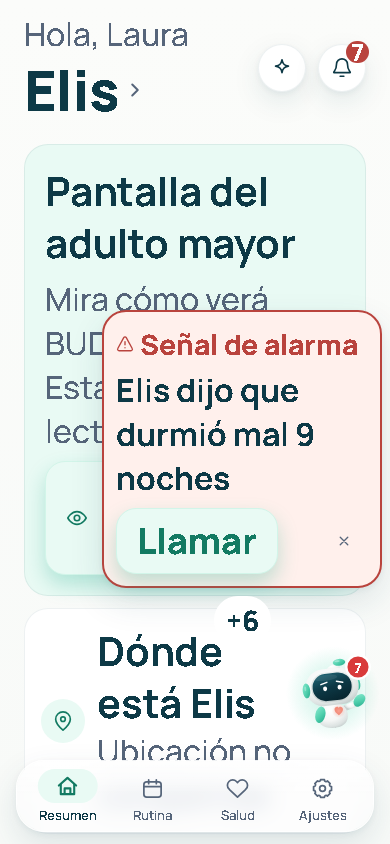 Hola, Laura
Elis
7
Pantalla del
adulto mayor
Mira cómo verá
BUD
Esta
lect
Señal de alarma
Elis dijo que
durmió mal 9
noches
Llamar
+6
Dónde
está Elis
7
Ubicación no
Resumen
Rutina
Salud
Ajustes